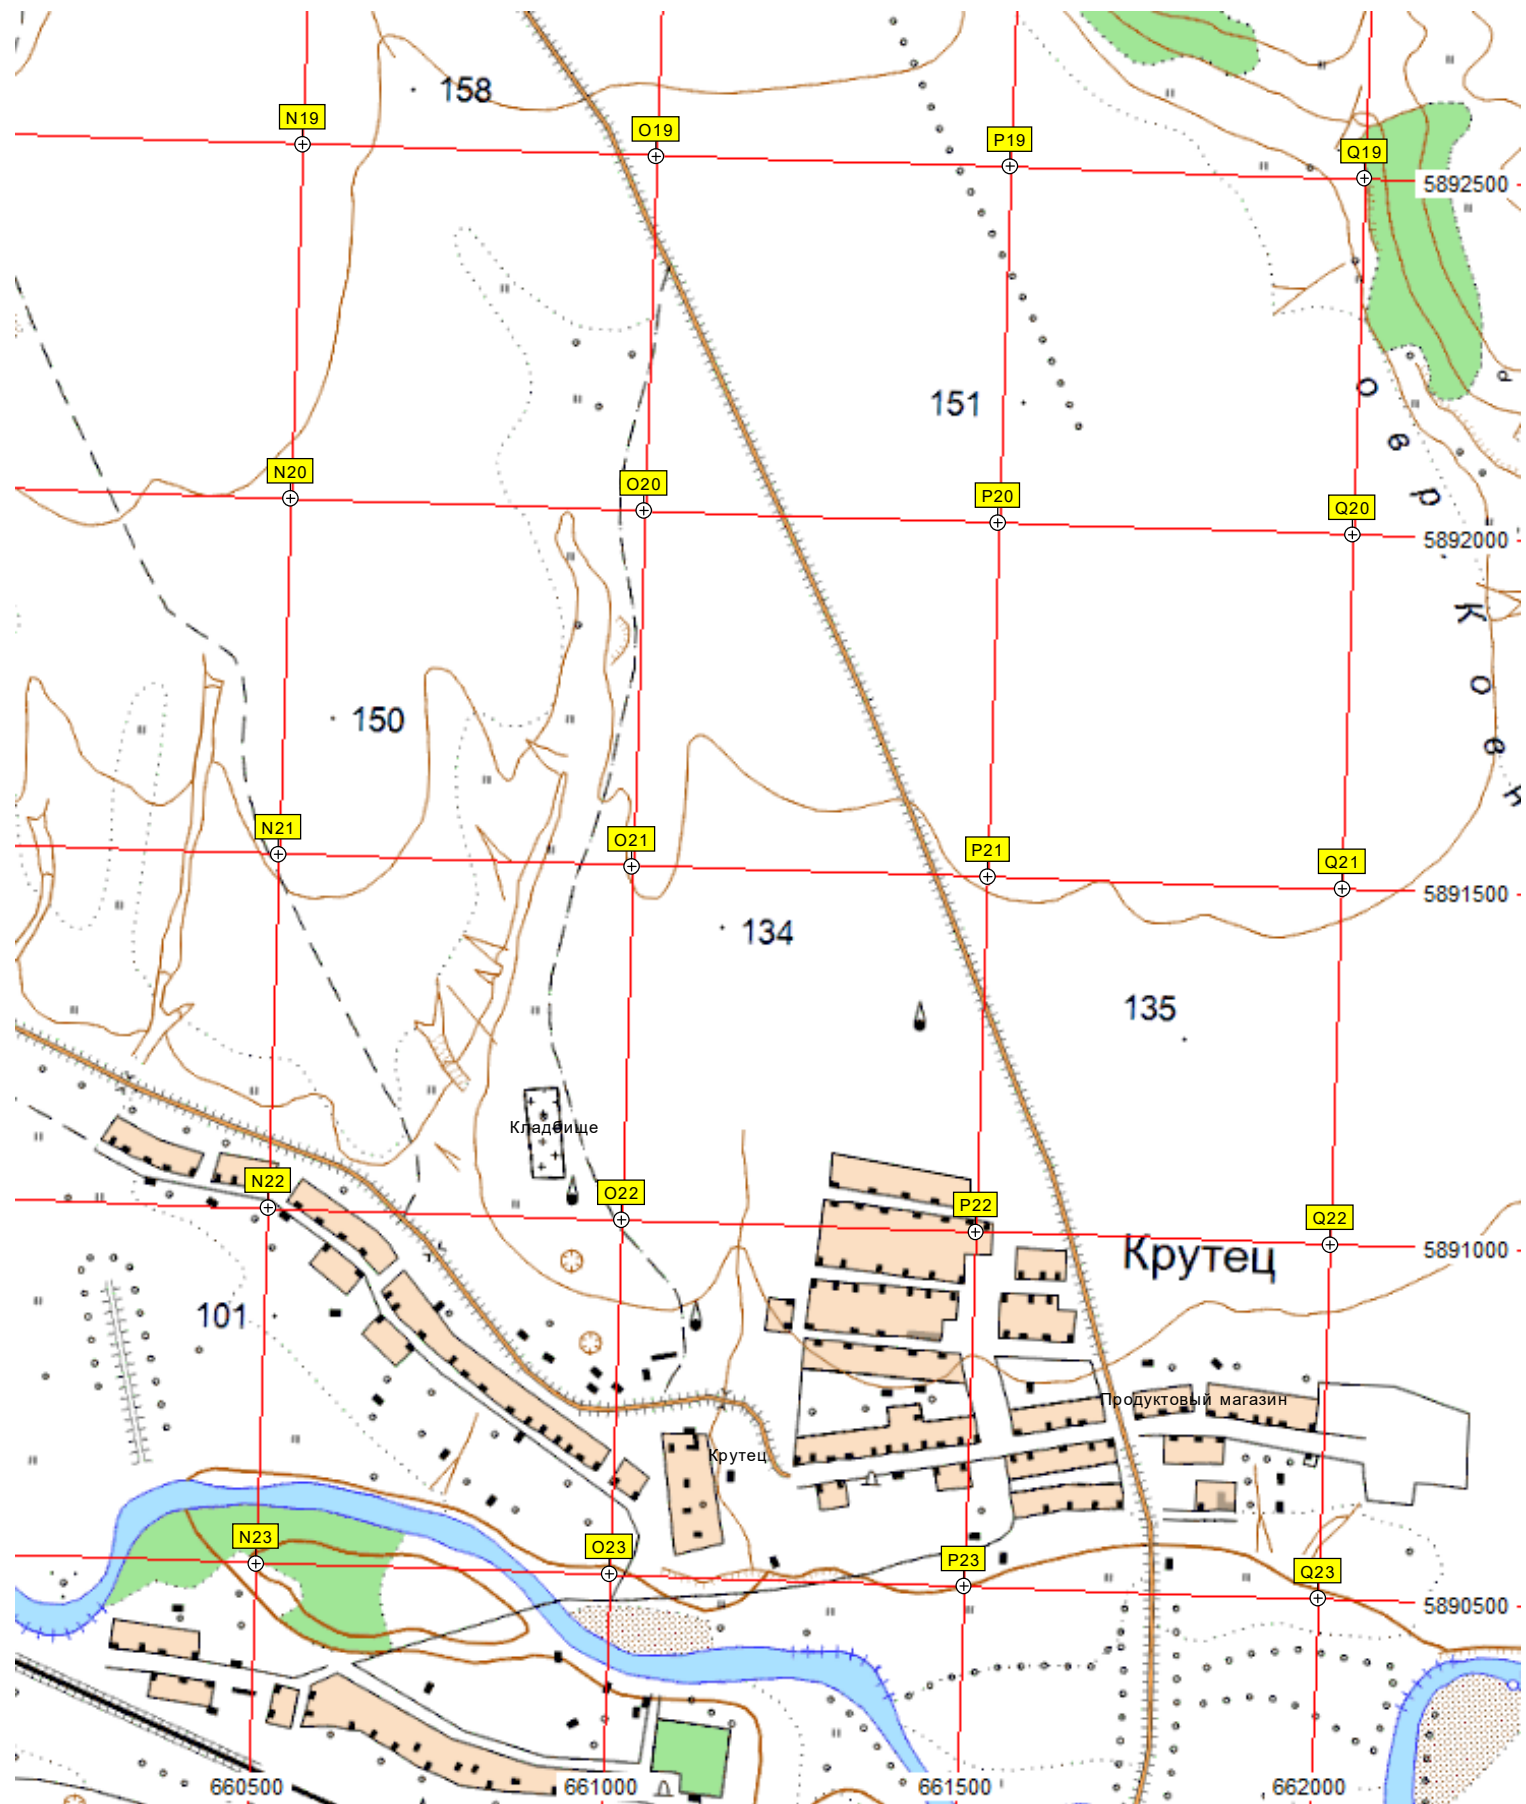 158
N19
O19
P19
Q19
5892500
151
о
в
р
N20
O20
P20
Q20
5892000
К
о
в
150
N21
O21
P21
Q21
5891500
134
135
Кладбище
N22
O22
P22
Q22
Крутец
5891000
101
Продуктовый магазин
Крутец
N23
O23
P23
Q23
5890500
660500
661000
661500
662000